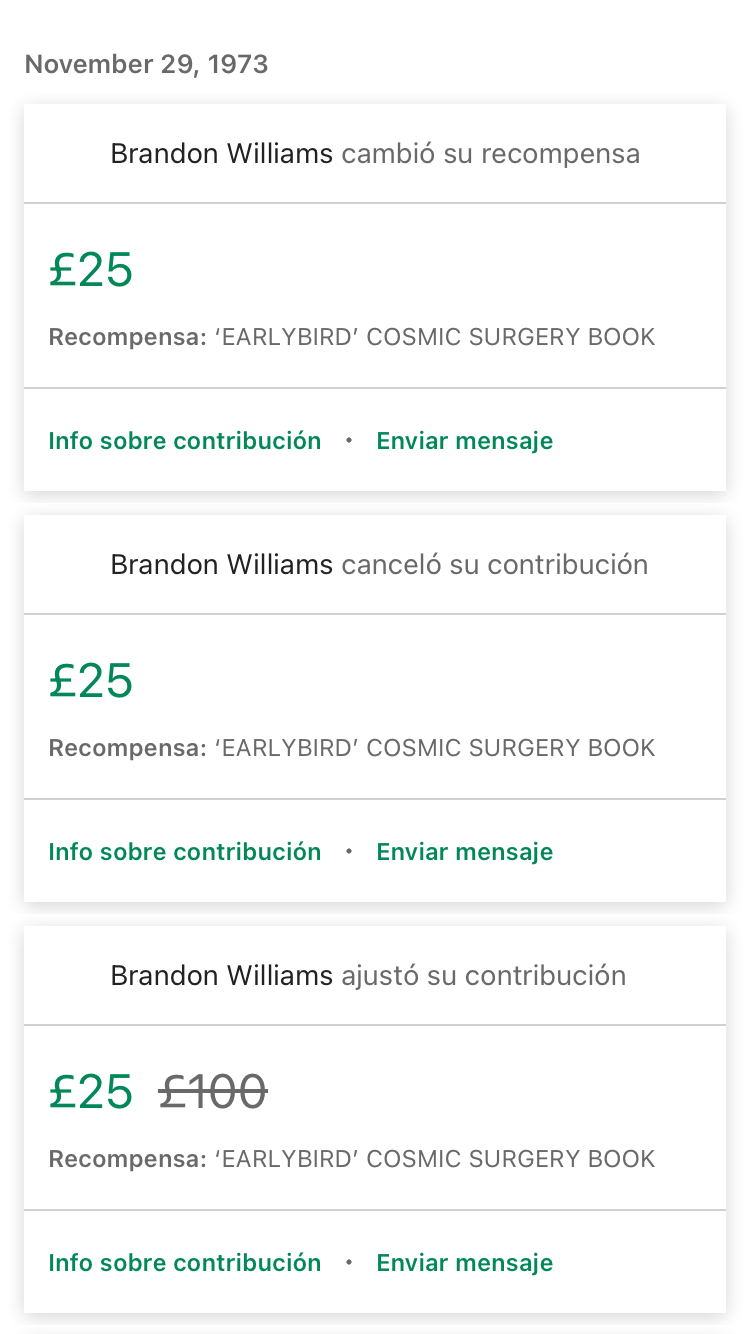 November 29, 1973
Brandon Williams cambió su recompensa
£25
Recompensa: ‘EARLYBIRD’ COSMIC SURGERY BOOK
Info sobre contribución • Enviar mensaje
Brandon Williams canceló su contribución
£25
Recompensa: ‘EARLYBIRD’ COSMIC SURGERY BOOK
Info sobre contribución • Enviar mensaje
Brandon Williams ajustó su contribución
£25 £100
Recompensa: ‘EARLYBIRD’ COSMIC SURGERY BOOK
Info sobre contribución • Enviar mensaje